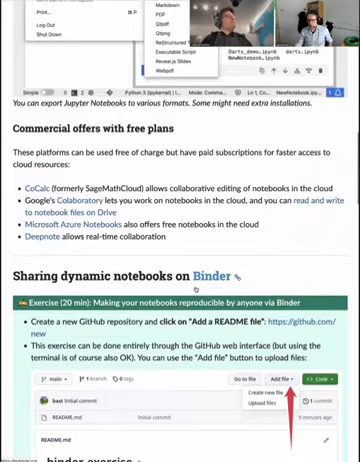 Markdown
Print...
⌘ P
PDF
Qtpdf
Log Out
Qtpng
Shut Down
ReStructured T
Executable Script
Reveal.js Slides
Webpdf
Darts_demo.ipynb
darts.ipynb
NewNotebook.ipynb
Simple
0
2
Python 3 (ipykernel) | Idle
Mode: Comma
Ln 1, Co
NewNotebook.ipy
1
You can export Jupyter Notebooks to various formats. Some might need extra installations.
Commercial offers with free plans
These platforms can be used free of charge but have paid subscriptions for faster access to
cloud resources:
• CoCalc (formerly SageMathCloud) allows collaborative editing of notebooks in the cloud
• Google's Colaboratory lets you work on notebooks in the cloud, and you can read and write
to notebook files on Drive
• Microsoft Azure Notebooks also offers free notebooks in the cloud
• Deepnote allows real-time collaboration
Sharing dynamic notebooks on Binder
Exercise (20 min): Making your notebooks reproducible by anyone via Binder
• Create a new GitHub repository and click on "Add a README file": https://github.com/
new
• This exercise can be done entirely through the GitHub web interface (but using the
terminal is of course also OK). You can use the "Add file" button to upload files:
main
1 branch
0 tags
Go to file
Add file
Code
Create new file
bast Initial commit
1 commit
Upload files
README.md
Initial commit
9 minutes ago
README.md
binder-exercise